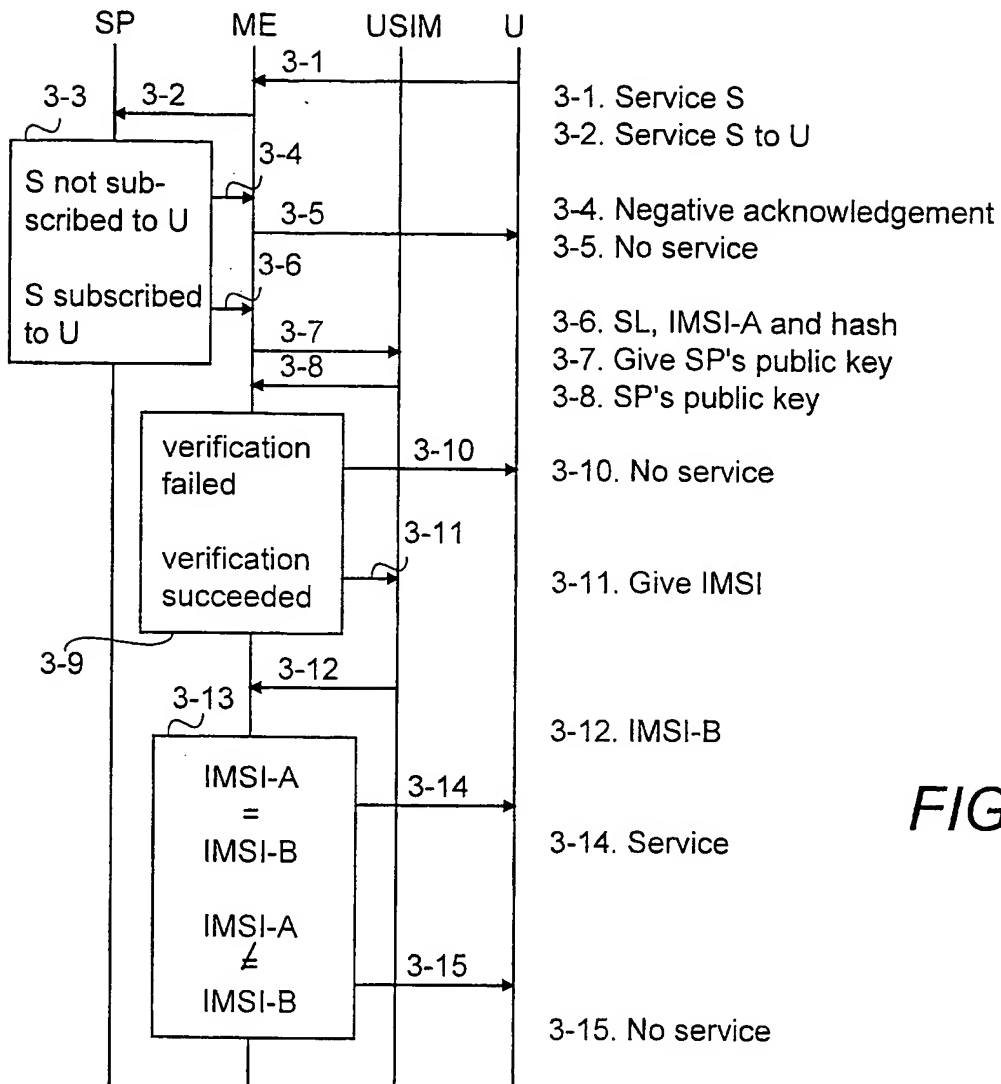 SP ME USIM U
3-1
3-1. Service S
3-3
3-2
3-2. Service S to U
S not sub-
scribed to U
3-4
3-4. Negative acknowledgement
3-5
3-5. No service
3-6
S subscribed
to U
3-6. SL, IMSI-A and hash
3-7
3-7. Give SP's public key
3-8
3-8. SP's public key
verification
failed
3-10
3-10. No service
3-11
verification
succeeded
3-11. Give IMSI
3-9
3-12
3-13
3-12. IMSI-B
IMSI-A
=
IMSI-B
3-14
3-14. Service
FIG
IMSI-A
≠
IMSI-B
3-15
3-15. No service